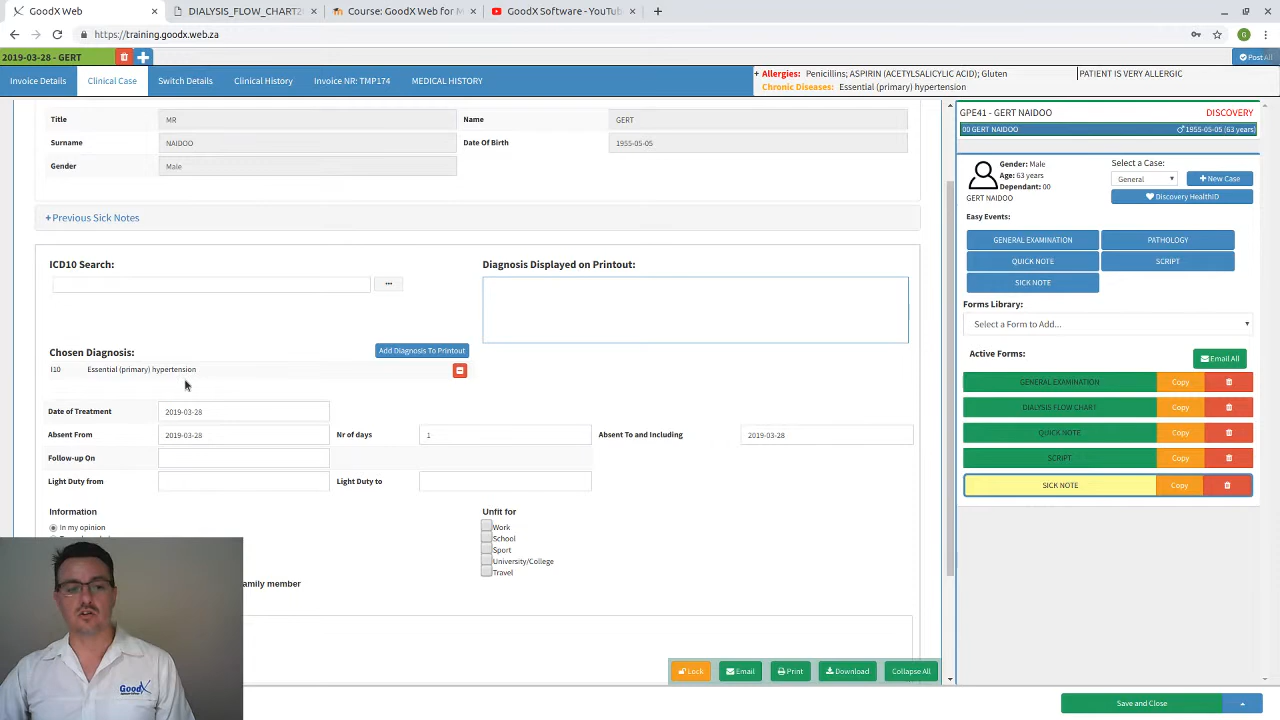 GoodX Web
DIALYSIS_FLOW_CHART2
Course: GoodX Web for M
GoodX Software - YouTu
https://training.goodx.web.za
G
2019-03-28 - GERT
Post All
Invoice Details
Clinical Case
Switch Details
Clinical History
Invoice NR: TMP174
MEDICAL HISTORY
+ Allergies: Penicillins; ASPIRIN (ACETYLSALICYLIC ACID); Gluten
PATIENT IS VERY ALLERGIC
Chronic Diseases: Essential (primary) hypertension
Title MR Name GERT
Surname NAIDOO Date Of Birth 1955-05-05
Gender Male
+Previous Sick Notes
ICD10 Search:
Diagnosis Displayed on Printout:
...
Chosen Diagnosis:
Add Diagnosis To Printout
I10 Essential (primary) hypertension
Date of Treatment 2019-03-28
Absent From 2019-03-28 Nr of days 1 Absent To and Including 2019-03-28
Follow-up On
Light Duty from Light Duty to
Information
Unfit for
In my opinion
Work
School
Sport
University/College
Travel
amily member
Lock
Email
Print
Download
Collapse All
GoodX
GPE41 - GERT NAIDOO DISCOVERY
00 GERT NAIDOO 1955-05-05 (63 years)
Gender: Male
Age: 63 years
Dependant: 00
GERT NAIDOO
Select a Case:
General
+ New Case
Discovery HealthID
Easy Events:
GENERAL EXAMINATION
PATHOLOGY
QUICK NOTE
SCRIPT
SICK NOTE
Forms Library:
Select a Form to Add...
Active Forms:
Email All
GENERAL EXAMINATION Copy
DIALYSIS FLOW CHART Copy
QUICK NOTE Copy
SCRIPT Copy
SICK NOTE Copy
Save and Close